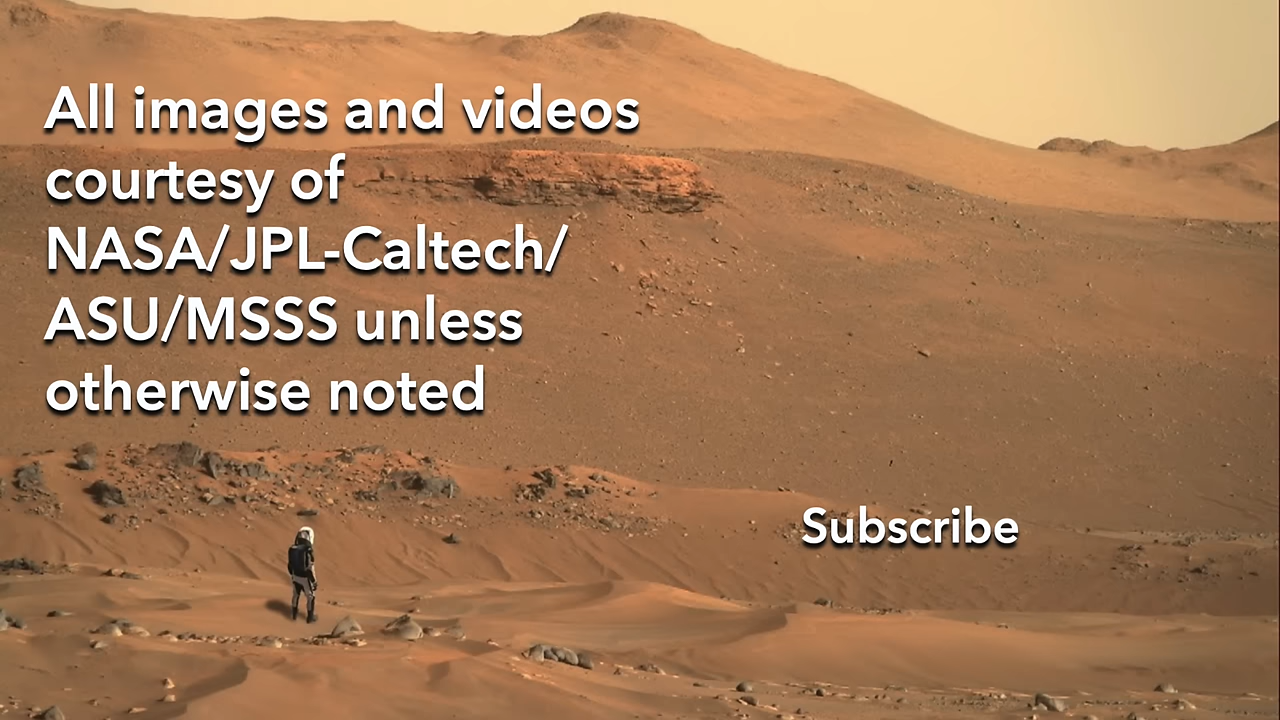 All images and videos
courtesy of
NASA/JPL-Caltech/
ASU/MSSS unless
otherwise noted
Subscribe